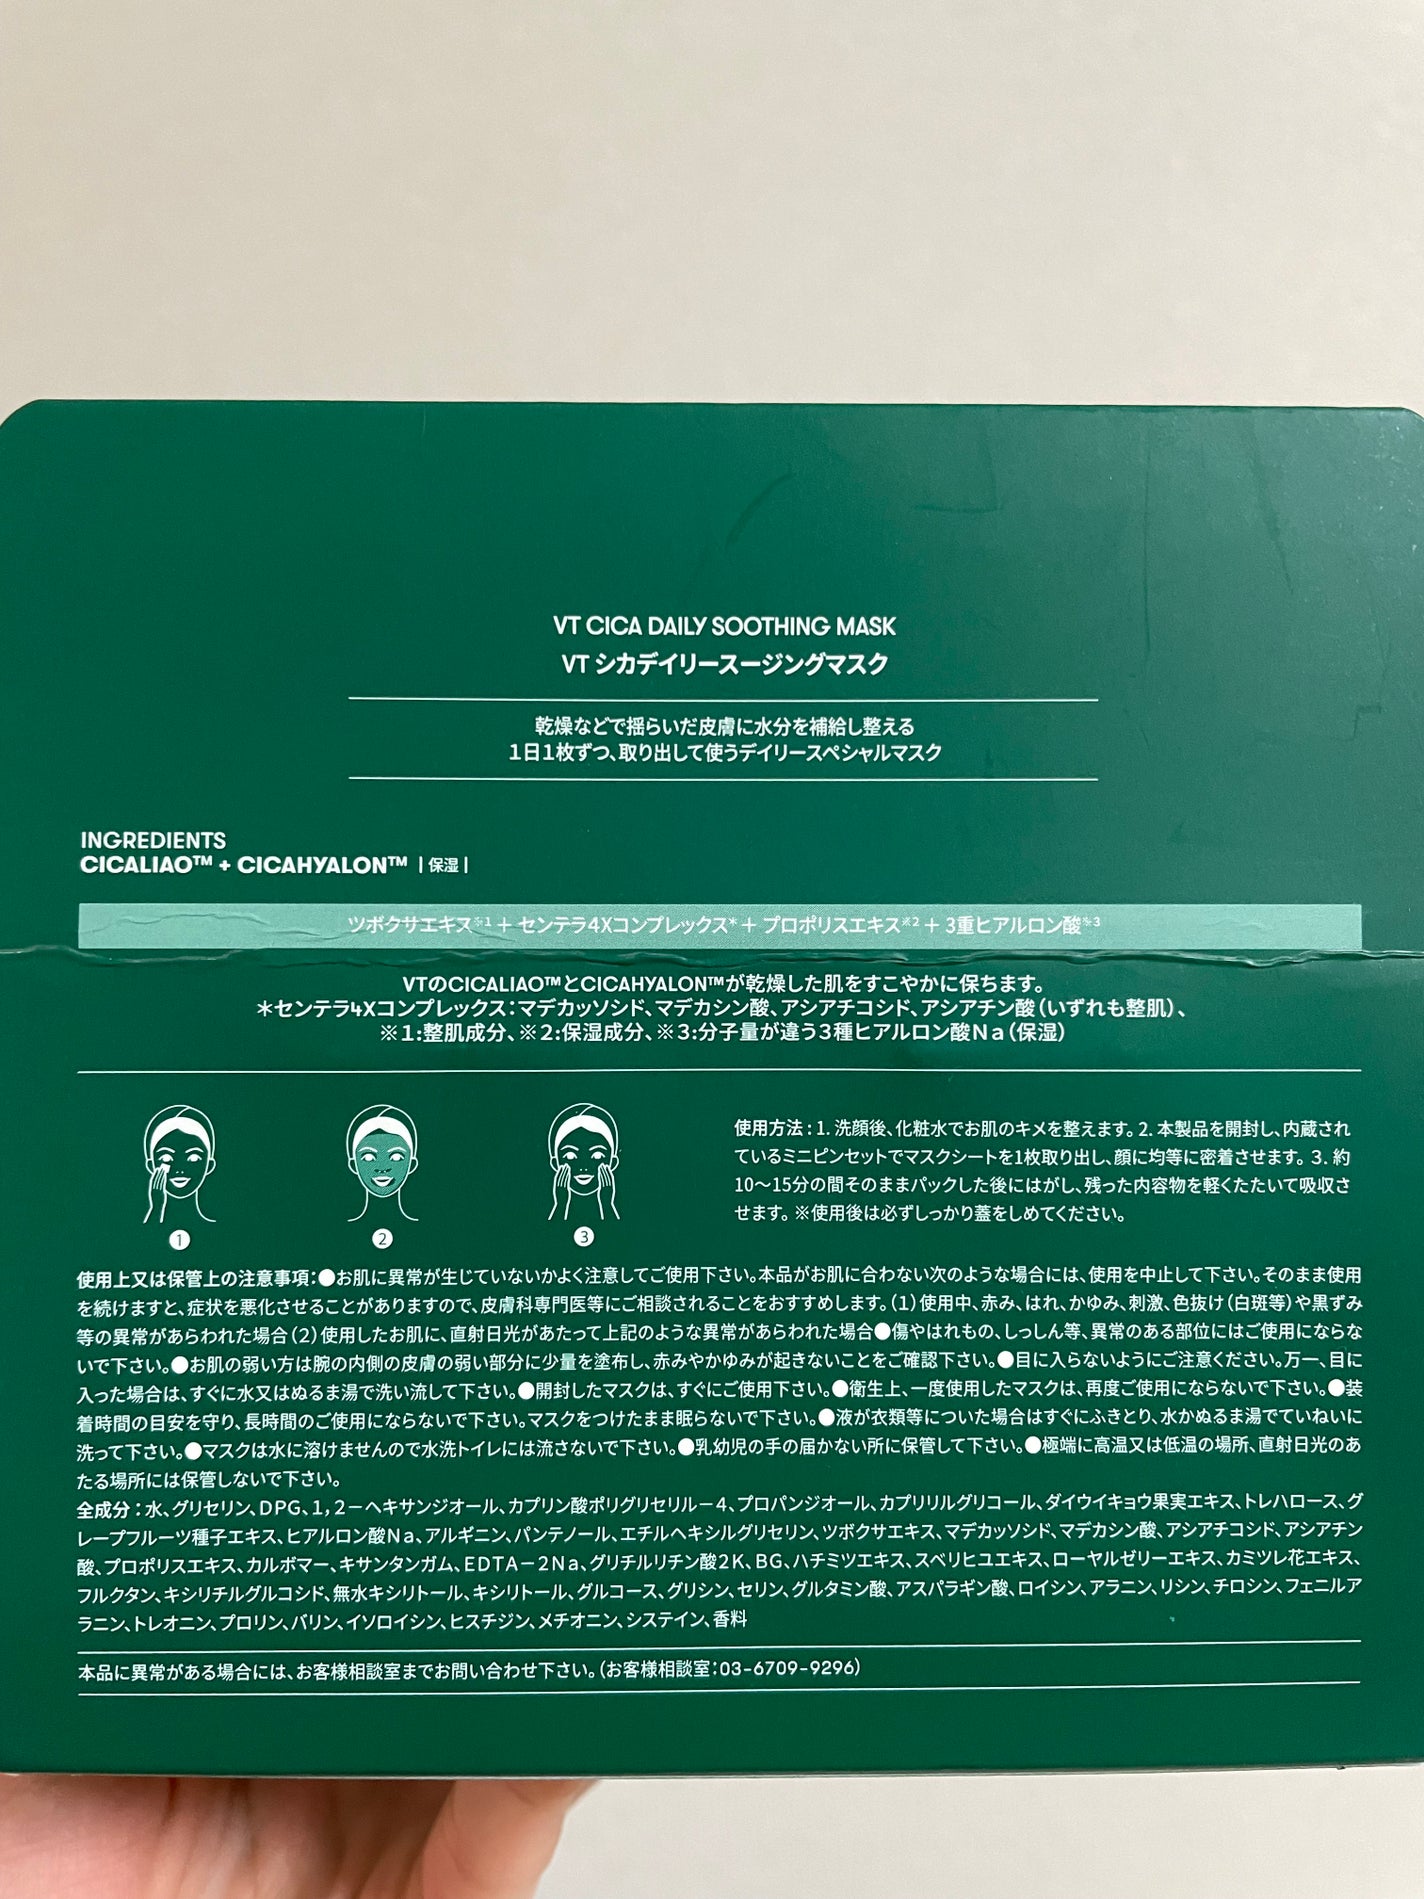 VT CICA DAILY SOOTHING MASK
VT シカデイリースージングマスク
乾燥などで揺らいだ皮膚に水分を補給し整える
1日1枚ずつ、取り出して使うデイリースペシャルマスク
INGREDIENTS
CICALIAO™ + CICAHYALON™ |保湿|
ツボクサエキス※1 + センテラ4Xコンプレックス* + プロポリスエキス※2 + 3重ヒアルロン酸※3
VTのCICALIAO™とCICAHYALON™が乾燥した肌をすこやかに保ちます。
*センテラ4Xコンプレックス:マデカッソシド、マデカシン酸、アシアチコシド、アシアチン酸(いずれも整肌)、
※1:整肌成分、※2:保湿成分、※3:分子量が違う3種ヒアルロン酸Na(保湿)
使用方法:1. 洗顔後、化粧水でお肌のキメを整えます。2. 本製品を開封し、内蔵され
ているミニピンセットでマスクシートを1枚取り出し、顔に均等に密着させます。3. 約
10〜15分の間そのままパックした後にはがし、残った内容物を軽くたたいて吸収さ
せます。※使用後は必ずしっかり蓋をしめてください。
1
2
3
使用上又は保管上の注意事項:●お肌に異常が生じていないかよく注意してご使用下さい。本品がお肌に合わない次のような場合には、使用を中止して下さい。そのまま使用
を続けますと、症状を悪化させることがありますので、皮膚科専門医等にご相談されることをおすすめします。(1)使用中、赤み、はれ、かゆみ、刺激、色抜け(白斑等)や黒ずみ
等の異常があらわれた場合(2)使用したお肌に、直射日光があたって上記のような異常があらわれた場合●傷やはれもの、しっしん等、異常のある部位にはご使用にならな
いで下さい。●お肌の弱い方は腕の内側の皮膚の弱い部分に少量を塗布し、赤みやかゆみが起きないことをご確認下さい。●目に入らないようにご注意ください。万一、目に
入った場合は、すぐに水又はぬるま湯で洗い流して下さい。●開封したマスクは、すぐにご使用下さい。●衛生上、一度使用したマスクは、再度ご使用にならないで下さい。●装
着時間の目安を守り、長時間のご使用にならないで下さい。マスクをつけたまま眠らないで下さい。●液が衣類等についた場合はすぐにふきとり、水かぬるま湯でていねいに
洗って下さい。●マスクは水に溶けませんので水洗トイレには流さないで下さい。●乳幼児の手の届かない所に保管して下さい。●極端に高温又は低温の場所、直射日光のあ
たる場所には保管しないで下さい。
全成分:水、グリセリン、DPG、1,2－ヘキサンジオール、カプリン酸ポリグリセリル－4、プロパンジオール、カプリリルグリコール、ダイウイキョウ果実エキス、トレハロース、グ
レープフルーツ種子エキス、ヒアルロン酸Na、アルギニン、パンテノール、エチルヘキシルグリセリン、ツボクサエキス、マデカッソシド、マデカシン酸、アシアチコシド、アシアチン
酸、プロポリスエキス、カルボマー、キサンタンガム、EDTA－2Na、グリチルリチン酸2K、BG、ハチミツエキス、スベリヒユエキス、ローヤルゼリーエキス、カミツレ花エキス、
フルクタン、キシリチルグルコシド、無水キシリトール、キシリトール、グルコース、グリシン、セリン、グルタミン酸、アスパラギン酸、ロイシン、アラニン、リシン、チロシン、フェニルア
ラニン、トレオニン、プロリン、バリン、イソロイシン、ヒスチジン、メチオニン、システイン、香料
本品に異常がある場合には、お客様相談室までお問い合わせ下さい。(お客様相談室:03-6709-9296)